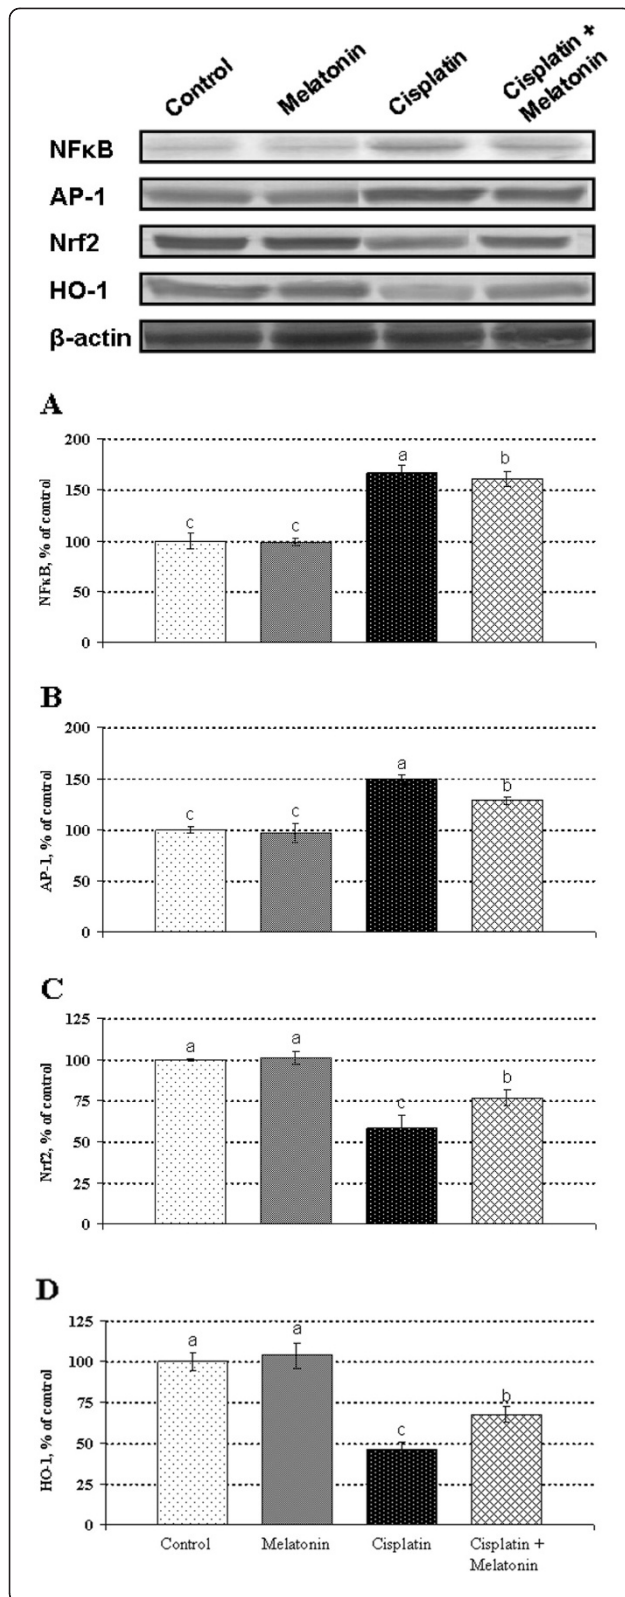 Control
Melatonin
Cisplatin
Cisplatin +
Melatonin
NFκB
AP-1
Nrf2
HO-1
β-actin
A
NFκB, % of control
200
150
100
50
0
c
c
a
b
B
AP-1, % of control
200
150
100
50
0
c
c
a
b
C
Nrf2, % of control
125
100
75
50
25
0
a
a
c
b
D
HO-1, % of control
125
100
75
50
25
0
a
a
c
b
Control
Melatonin
Cisplatin
Cisplatin +
Melatonin